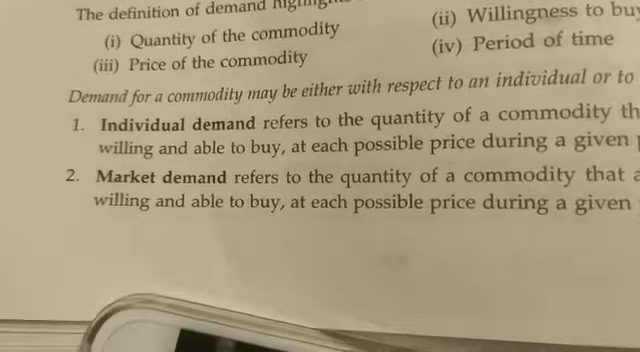 The definition of demand
(i) Quantity of the commodity (ii) Willingness to buy
(iii) Price of the commodity (iv) Period of time
Demand for a commodity may be either with respect to an individual or to
1. Individual demand refers to the quantity of a commodity th
willing and able to buy, at each possible price during a given
2. Market demand refers to the quantity of a commodity that a
willing and able to buy, at each possible price during a given